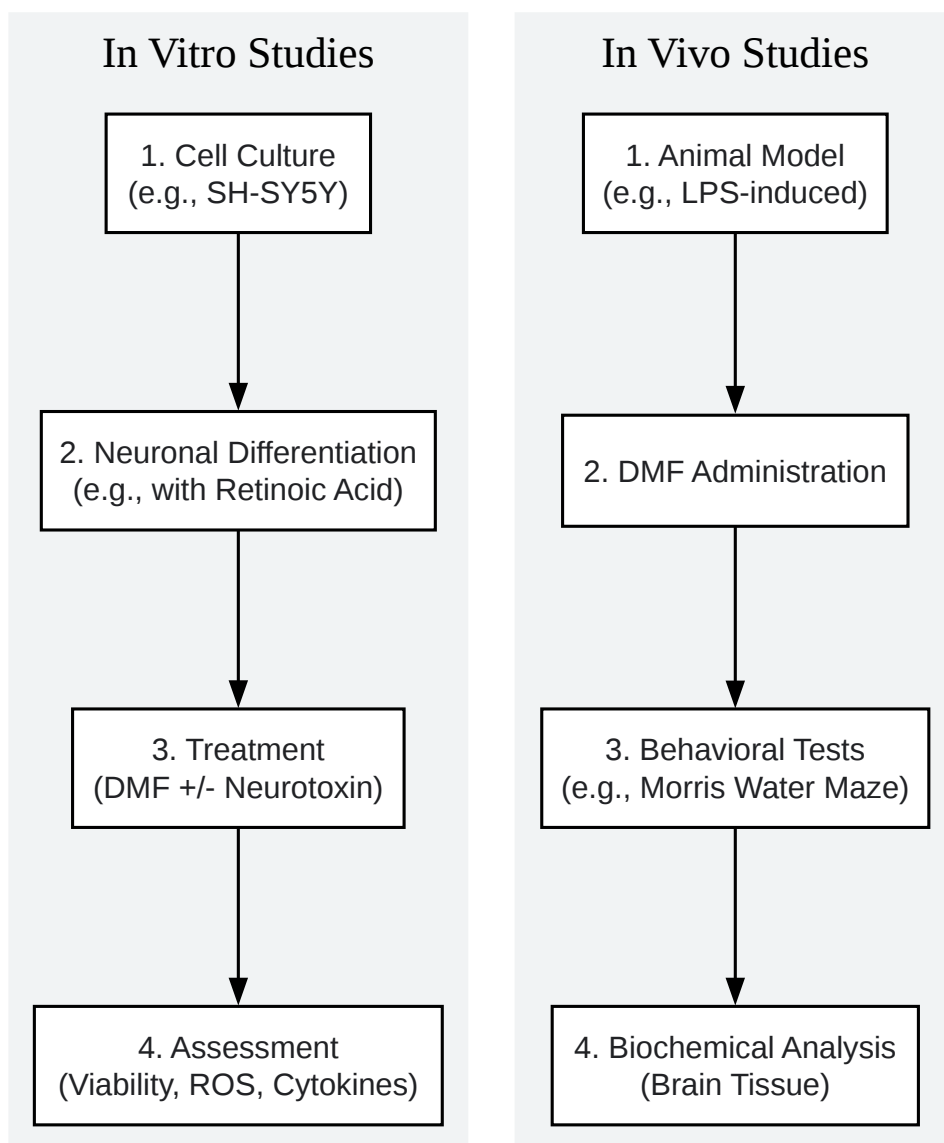 In Vitro Studies
1. Cell Culture
(e.g., SH-SY5Y)
2. Neuronal Differentiation
(e.g., with Retinoic Acid)
3. Treatment
(DMF +/- Neurotoxin)
4. Assessment
(Viability, ROS, Cytokines)
In Vivo Studies
1. Animal Model
(e.g., LPS-induced)
2. DMF Administration
3. Behavioral Tests
(e.g., Morris Water Maze)
4. Biochemical Analysis
(Brain Tissue)